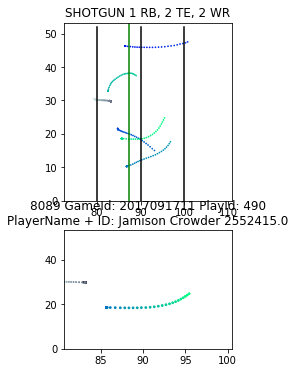 SHOTGUN 1 RB, 2 TE, 2 WR
50
40
30
20
10
0
80 90 100 110
8089 GameId: 2017091711 PlayId: 490
PlayerName + ID: Jamison Crowder 2552415.0
40
20
0
85 90 95 100